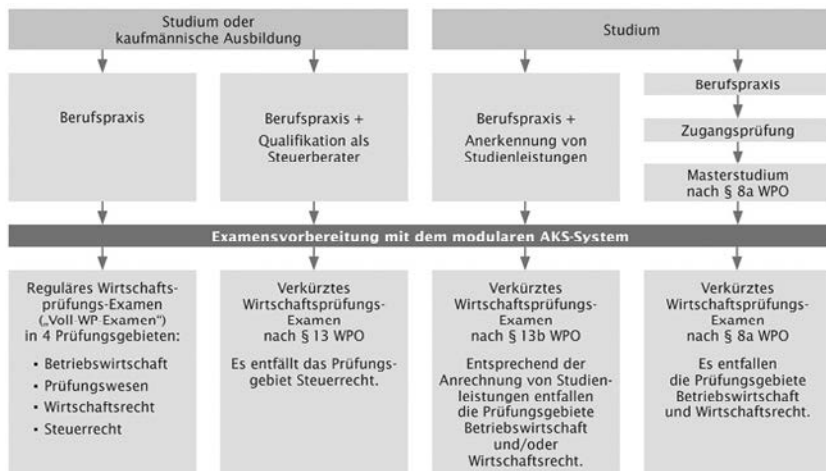 Studium oder
kaufmännische Ausbildung
Studium
Berufspraxis
Berufspraxis +
Qualifikation als
Steuerberater
Berufspraxis +
Anerkennung von
Studienleistungen
Berufspraxis
Zugangsprüfung
Masterstudium
nach § 8a WPO
Examensvorbereitung mit dem modularen AKS-System
Reguläres Wirtschafts-
prüfungs-Examen
(„Voll-WP-Examen“)
in 4 Prüfungsgebieten:
• Betriebswirtschaft
• Prüfungswesen
• Wirtschaftsrecht
• Steuerrecht
Verkürztes
Wirtschaftsprüfungs-
Examen
nach § 13 WPO
Es entfällt das Prüfungs-
gebiet Steuerrecht.
Verkürztes
Wirtschaftsprüfungs-
Examen
nach § 13b WPO
Entsprechend der
Anrechnung von Studien-
leistungen entfallen
die Prüfungsgebiete
Betriebswirtschaft
und/oder
Wirtschaftsrecht.
Verkürztes
Wirtschaftsprüfungs-
Examen
nach § 8a WPO
Es entfallen
die Prüfungsgebiete
Betriebswirtschaft
und Wirtschaftsrecht.